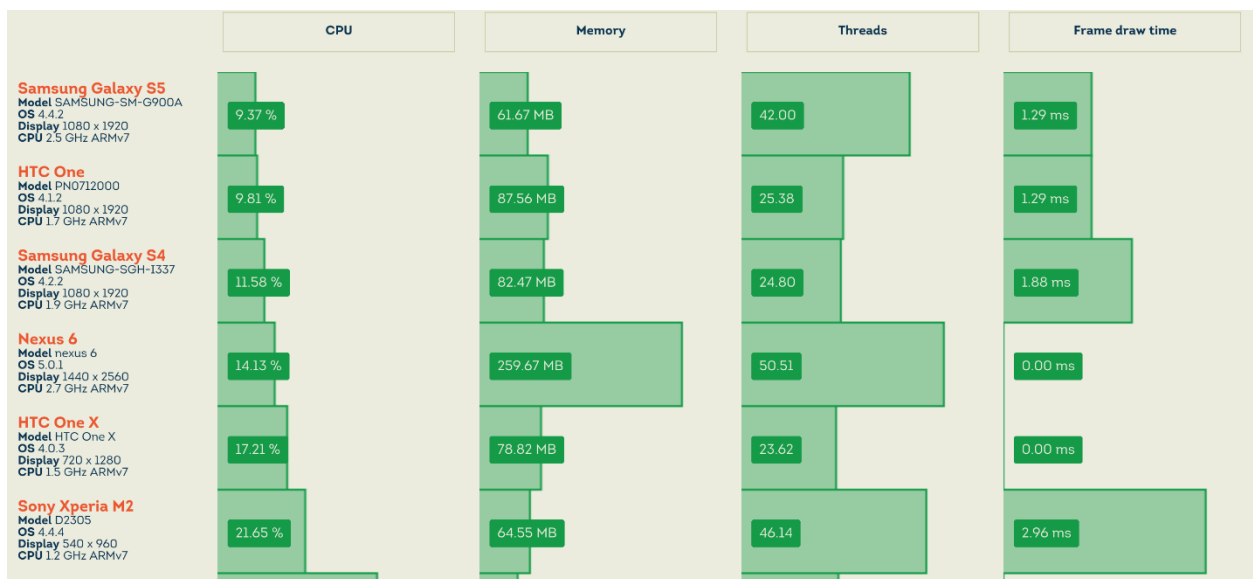 CPU Memory Threads Frame draw time
Samsung Galaxy S5
Model SAMSUNG-SM-G900A
OS 4.4.2
Display 1080 x 1920
CPU 2.5 GHz ARMv7
9.37 % 61.67 MB 42.00 1.29 ms
HTC One
Model PN0712000
OS 4.1.2
Display 1080 x 1920
CPU 1.7 GHz ARMv7
9.81 % 87.56 MB 25.38 1.29 ms
Samsung Galaxy S4
Model SAMSUNG-SGH-I337
OS 4.2.2
Display 1080 x 1920
CPU 1.9 GHz ARMv7
11.58 % 82.47 MB 24.80 1.88 ms
Nexus 6
Model nexus 6
OS 5.0.1
Display 1440 x 2560
CPU 2.7 GHz ARMv7
14.13 % 259.67 MB 50.51 0.00 ms
HTC One X
Model HTC One X
OS 4.0.3
Display 720 x 1280
CPU 1.5 GHz ARMv7
17.21 % 78.82 MB 23.62 0.00 ms
Sony Xperia M2
Model D2305
OS 4.4.4
Display 540 x 960
CPU 1.2 GHz ARMv7
21.65 % 64.55 MB 46.14 2.96 ms